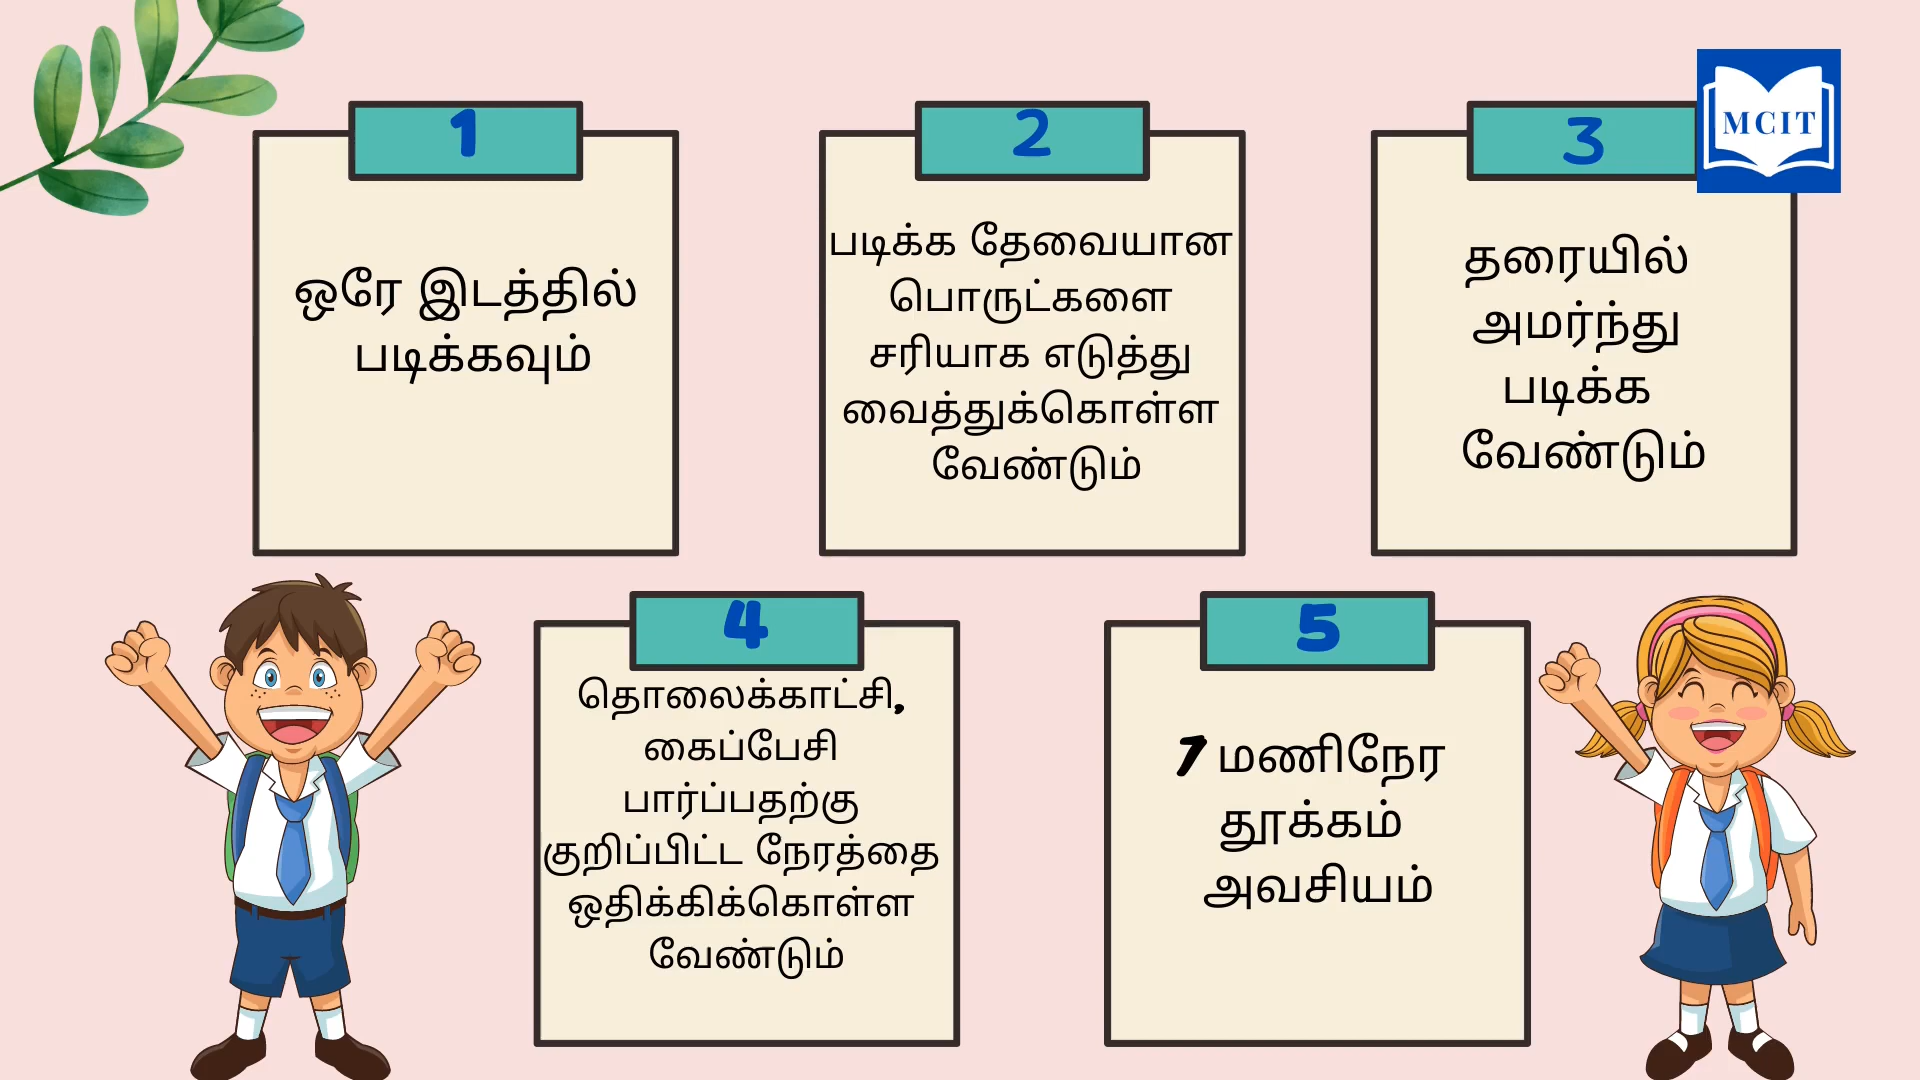 1
ஒரே இடத்தில்
படிக்கவும்
2
படிக்க தேவையான
பொருட்களை
சரியாக எடுத்து
வைத்துக்கொள்ள
வேண்டும்
3
MCIT
தரையில்
அமர்ந்து
படிக்க
வேண்டும்
4
தொலைக்காட்சி,
கைப்பேசி
பார்ப்பதற்கு
குறிப்பிட்ட நேரத்தை
ஒதிக்கிக்கொள்ள
வேண்டும்
5
7 மணிநேர
தூக்கம்
அவசியம்